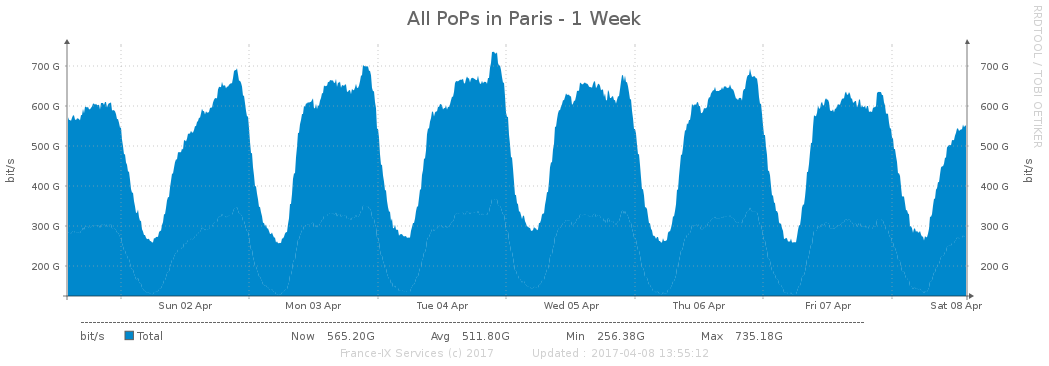 All PoPs in Paris - 1 Week
RRDTOOL / TOBI OETIKER
bit/s
700 G
600 G
500 G
400 G
300 G
200 G
700 G
600 G
500 G
400 G
300 G
200 G
bit/s
Sun 02 Apr Mon 03 Apr Tue 04 Apr Wed 05 Apr Thu 06 Apr Fri 07 Apr Sat 08 Apr
bit/s Total Now 565.20G Avg 511.80G Min 256.38G Max 735.18G
France-IX Services (c) 2017 Updated : 2017-04-08 13:55:12